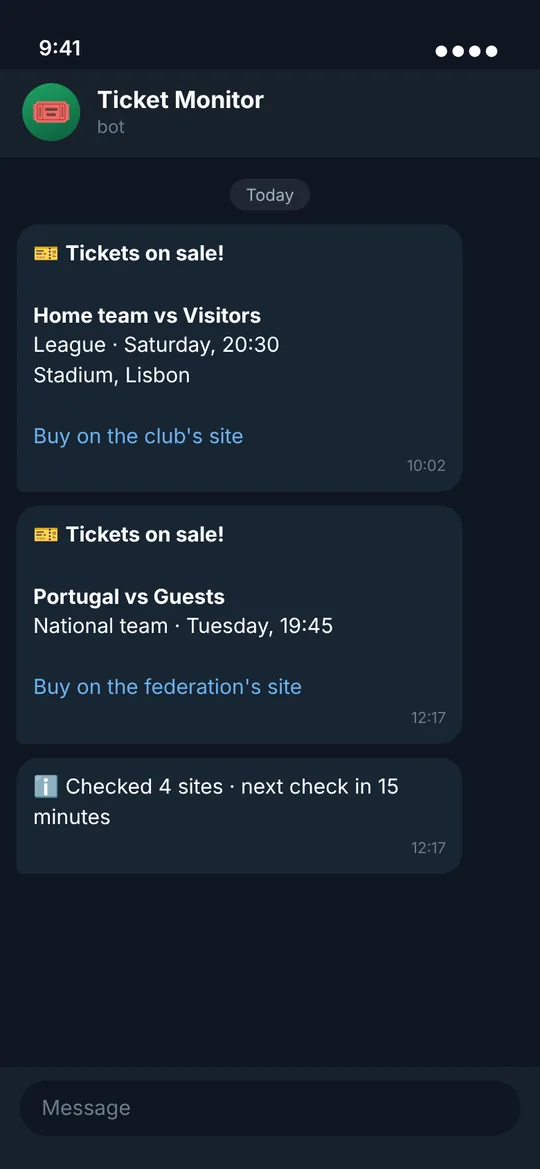 9:41
Ticket Monitor
bot
Today
🎫 Tickets on sale!
Home team vs Visitors
League · Saturday, 20:30
Stadium, Lisbon
Buy on the club's site
10:02
🎫 Tickets on sale!
Portugal vs Guests
National team · Tuesday, 19:45
Buy on the federation's site
12:17
ℹ️ Checked 4 sites · next check in 15
minutes
12:17
Message